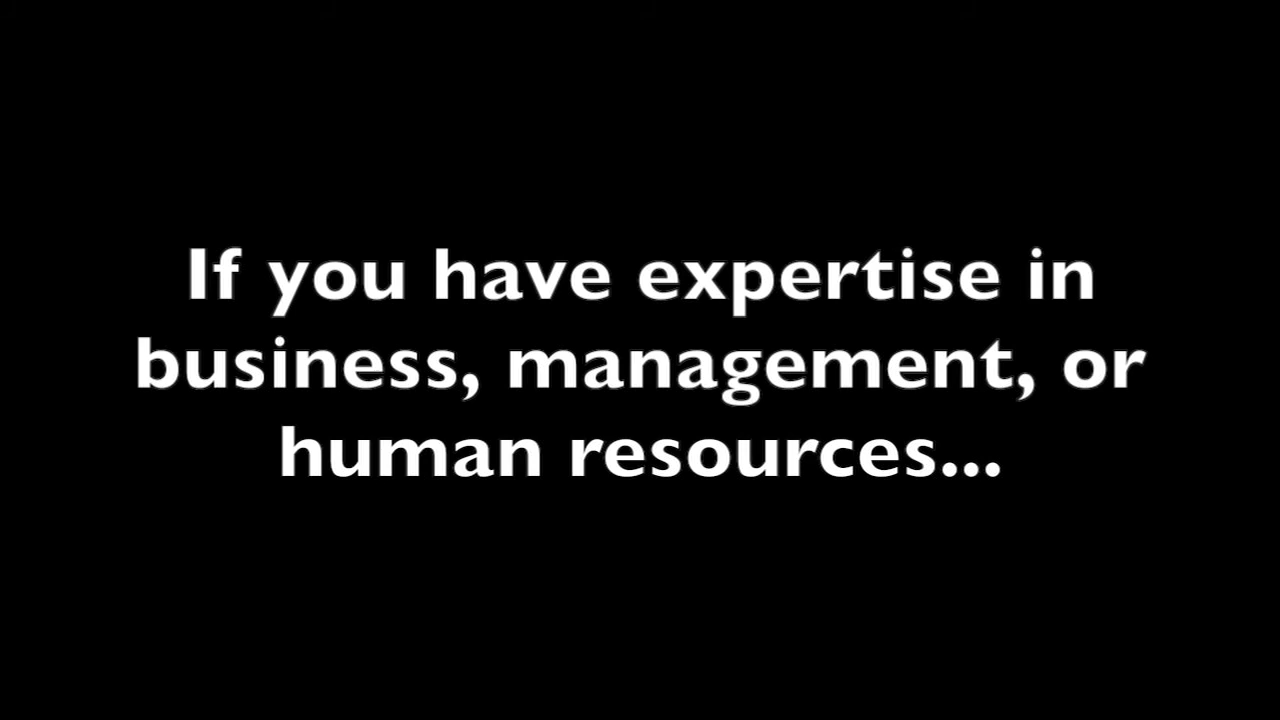 If you have expertise in
business, management, or
human resources...